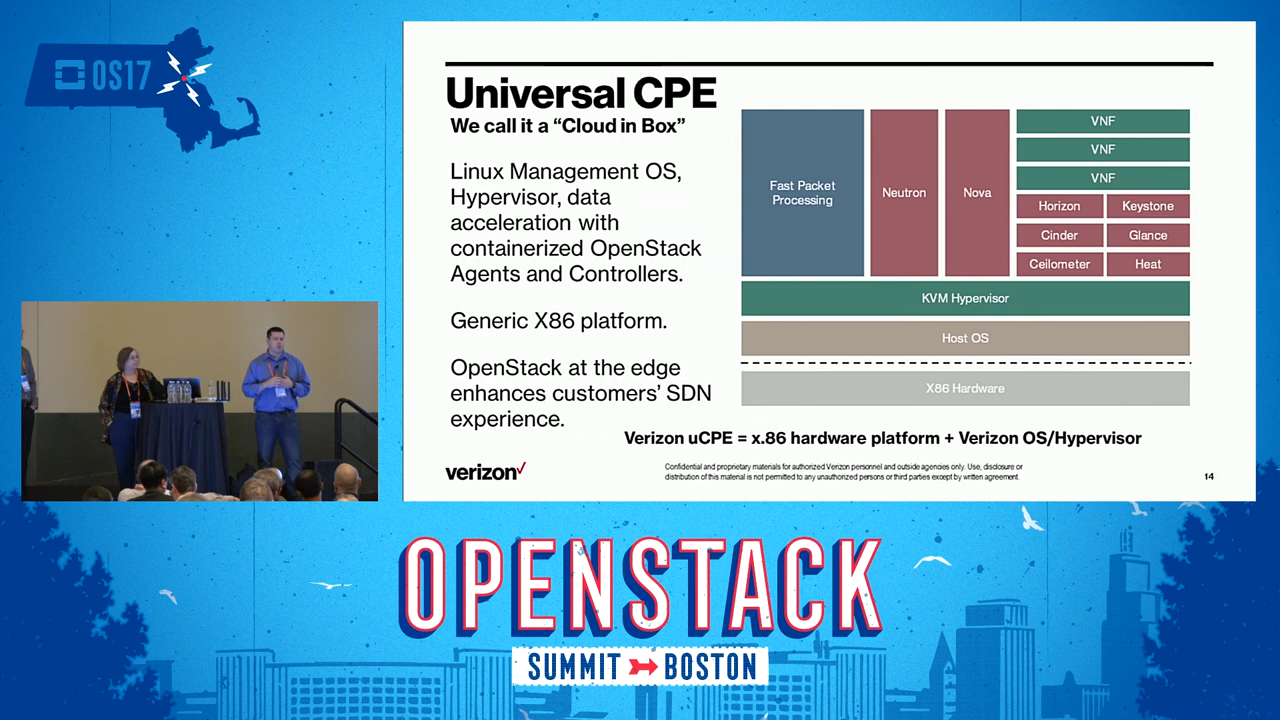 OS17
Universal CPE
We call it a “Cloud in Box”
Linux Management OS,
Hypervisor, data
acceleration with
containerized OpenStack
Agents and Controllers.
Generic X86 platform.
OpenStack at the edge
enhances customers’ SDN
experience.
Fast Packet
Processing
Neutron
Nova
VNF
VNF
VNF
Horizon
Keystone
Cinder
Glance
Ceilometer
Heat
KVM Hypervisor
Host OS
X86 Hardware
Verizon uCPE = x.86 hardware platform + Verizon OS/Hypervisor
verizon
Confidential and proprietary materials for authorized Verizon personnel and outside agencies only. Use, disclosure or
distribution of this material is not permitted to any unauthorized persons or third parties except by written agreement.
14
OPENSTACK
SUMMIT BOSTON